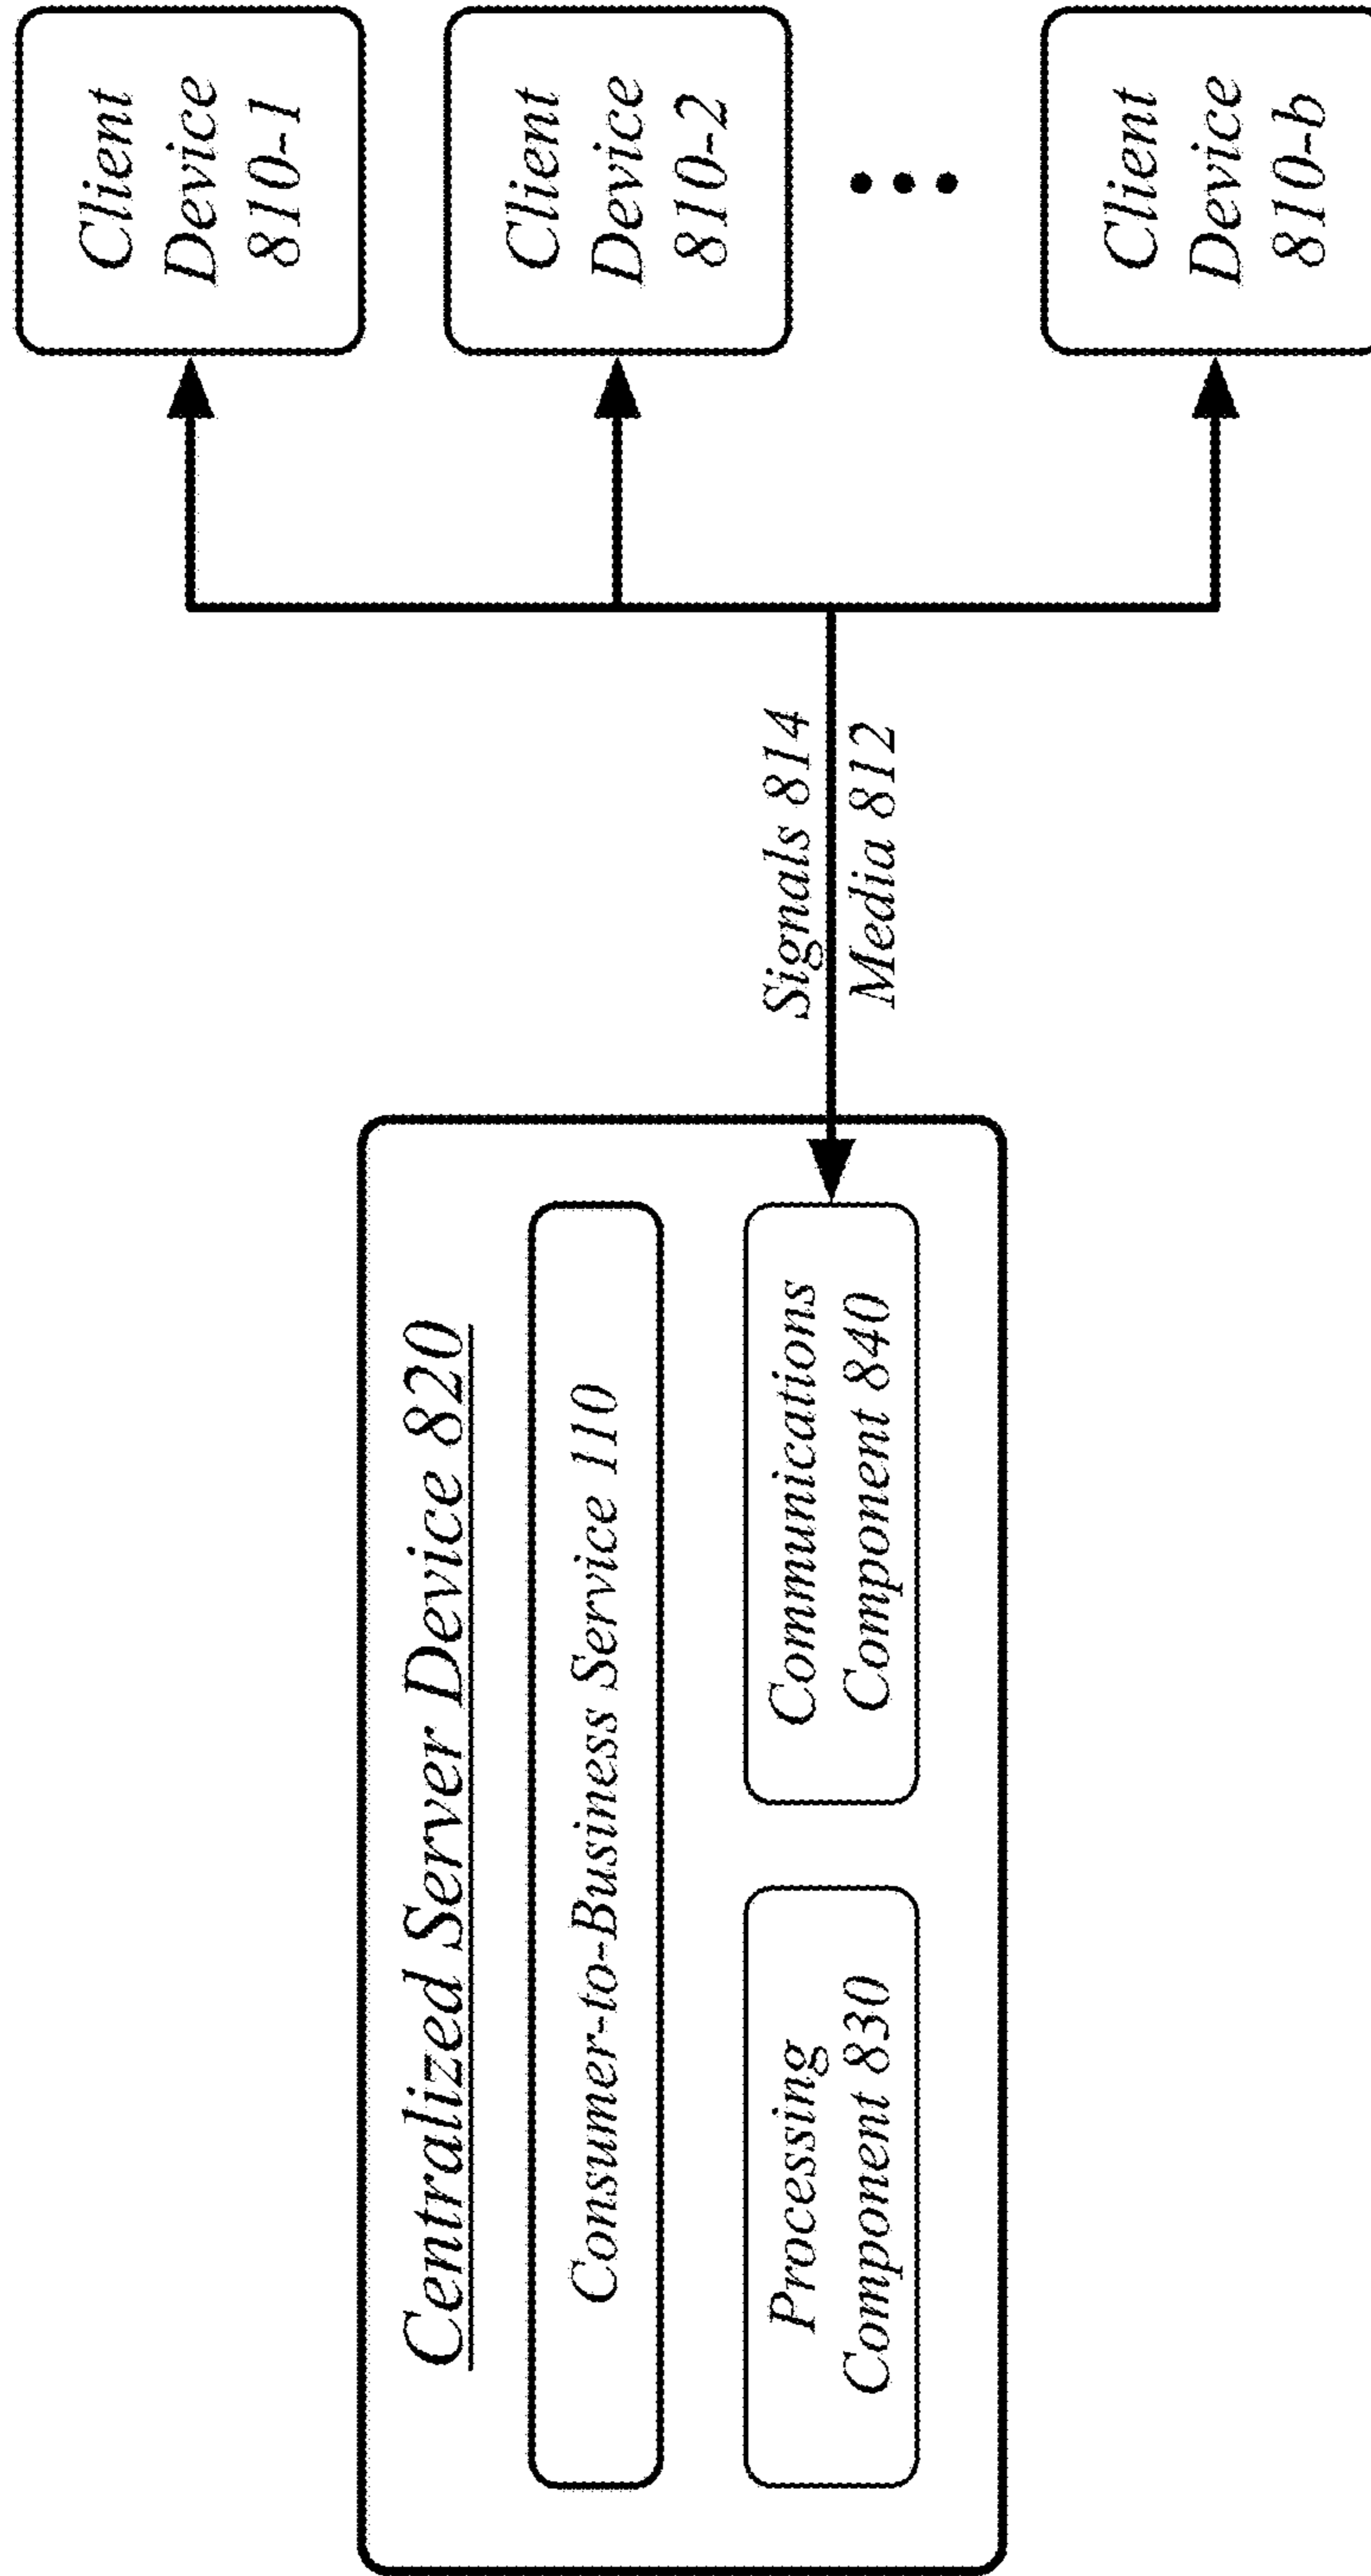 Centralized Server Device 820
Consumer-to-Business Service 110
Processing
Component 830
Communications
Component 840
Signals 814
Media 812
Client
Device
810-1
Client
Device
810-2
Client
Device
810-b